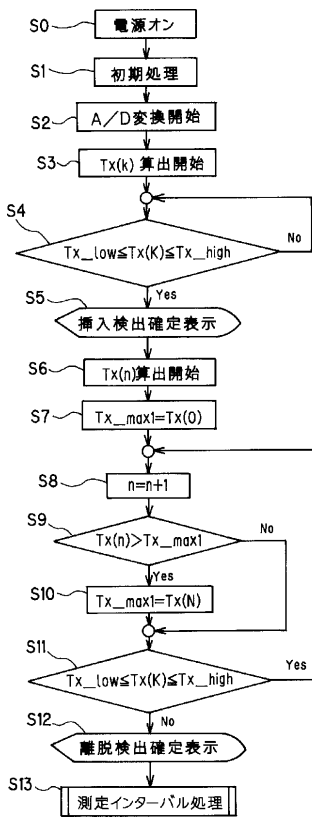 S0
電源オン
S1
初期処理
S2
A/D変換開始
S3
Tx(k)算出開始
S4
Tx_low≦Tx(K)≦Tx_high
No
Yes
S5
挿入検出確定表示
S6
Tx(n)算出開始
S7
Tx_max1=Tx(0)
S8
n=n+1
S9
Tx(n)>Tx_max1
No
Yes
S10
Tx_max1=Tx(N)
S11
Tx_low≦Tx(K)≦Tx_high
Yes
No
S12
離脱検出確定表示
S13
測定インターバル処理